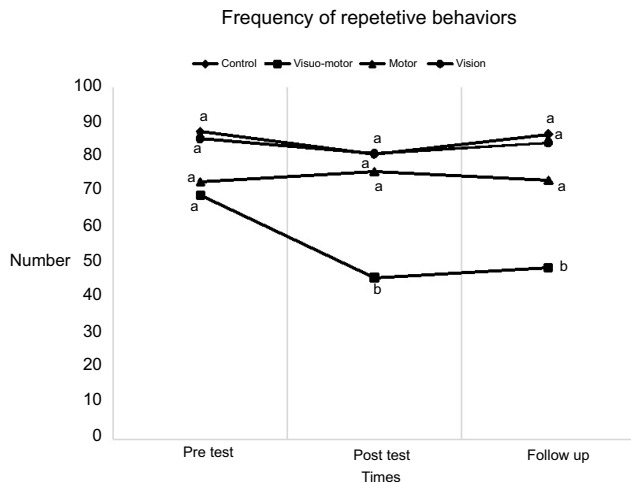 Frequency of repetetive behaviors
Control Visuo-motor Motor Vision
100
90
80
70
60
50
40
30
20
10
0
Number
a
a
a
a
a
a
a
b
a
a
a
b
Pre test Post test Follow up
Times